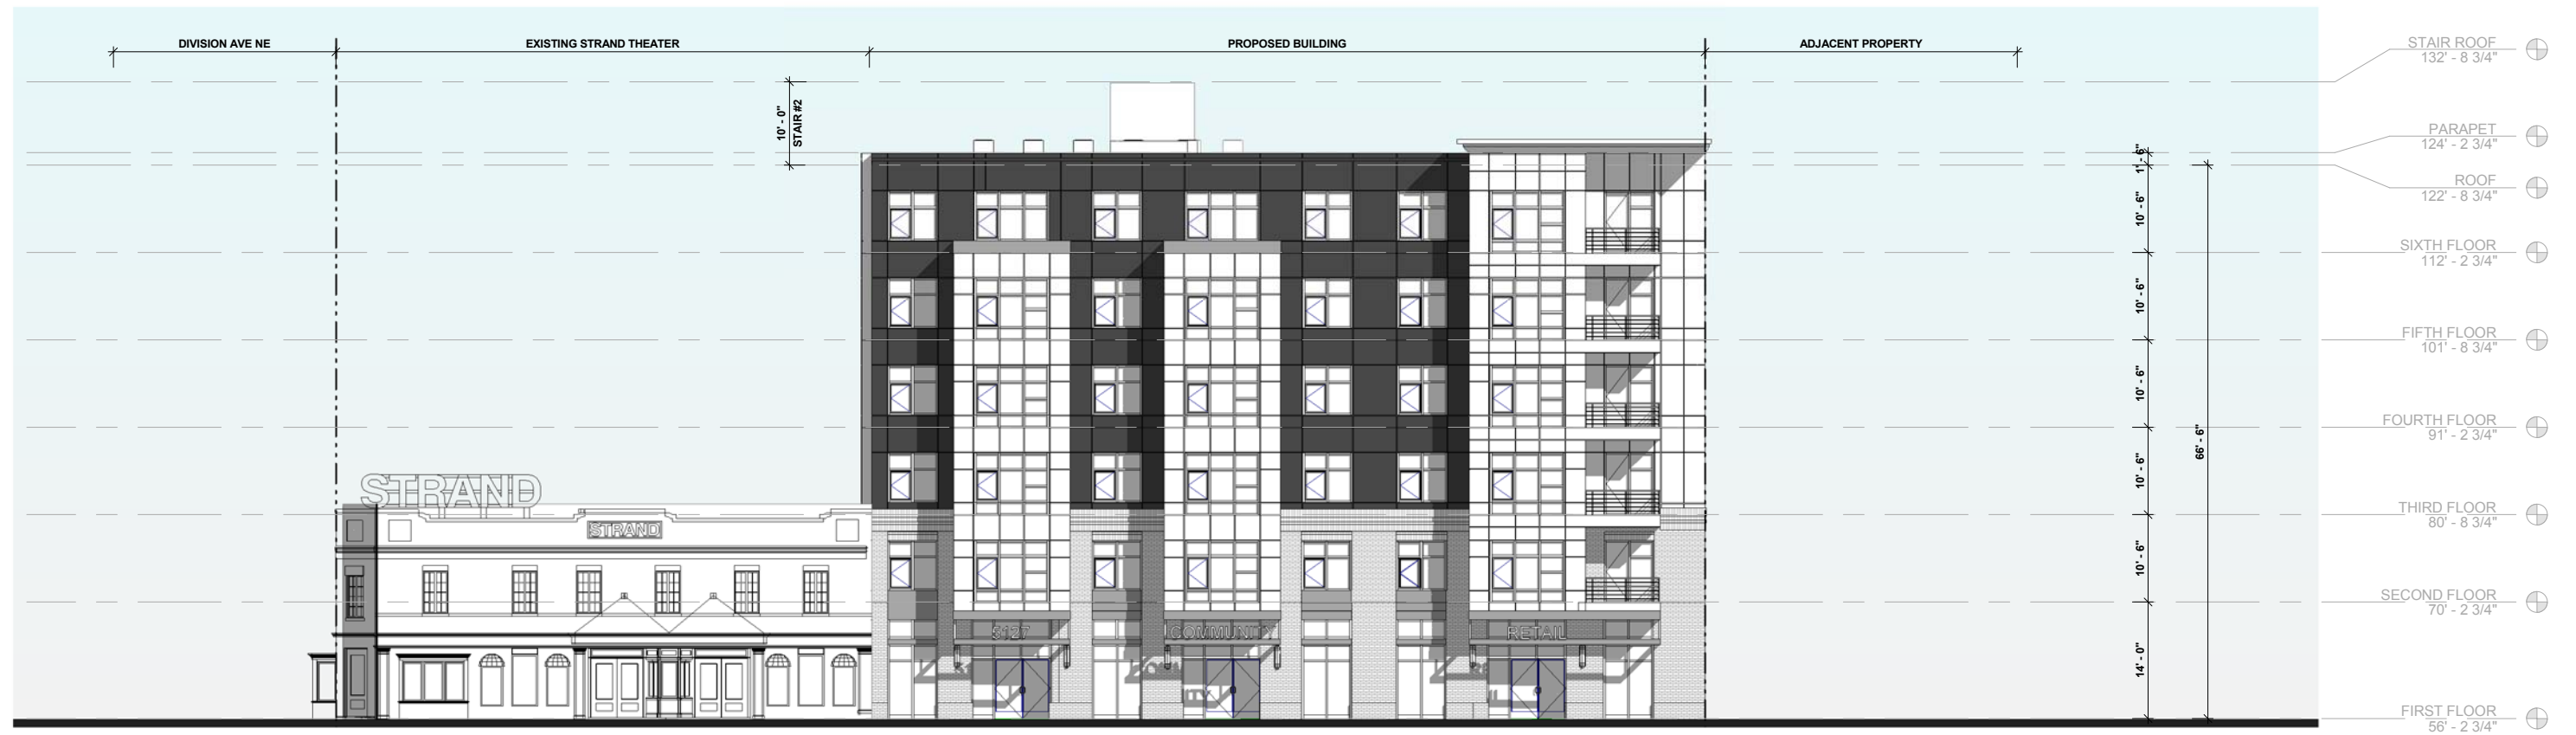 DIVISION AVE NE
EXISTING STRAND THEATER
PROPOSED BUILDING
ADJACENT PROPERTY
STAIR ROOF
132' - 8 3/4"
10' - 0"
STAIR #2
PARAPET
124' - 2 3/4"
1' - 6"
ROOF
122' - 8 3/4"
10' - 6"
SIXTH FLOOR
112' - 2 3/4"
10' - 6"
FIFTH FLOOR
101' - 8 3/4"
10' - 6"
FOURTH FLOOR
91' - 2 3/4"
66' - 6"
10' - 6"
STRAND
THIRD FLOOR
80' - 8 3/4"
STRAND
10' - 6"
SECOND FLOOR
70' - 2 3/4"
5127
COMMUNITY
RETAIL
14' - 0"
FIRST FLOOR
56' - 2 3/4"